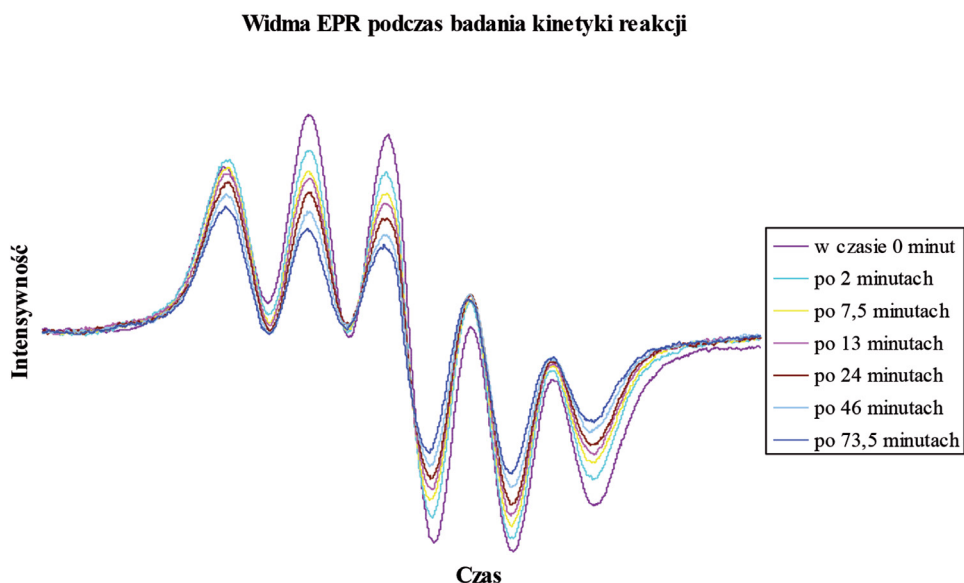 Widma EPR podczas badania kinetyki reakcji
Intensywność
w czasie 0 minut
po 2 minutach
po 7,5 minutach
po 13 minutach
po 24 minutach
po 46 minutach
po 73,5 minutach
Czas